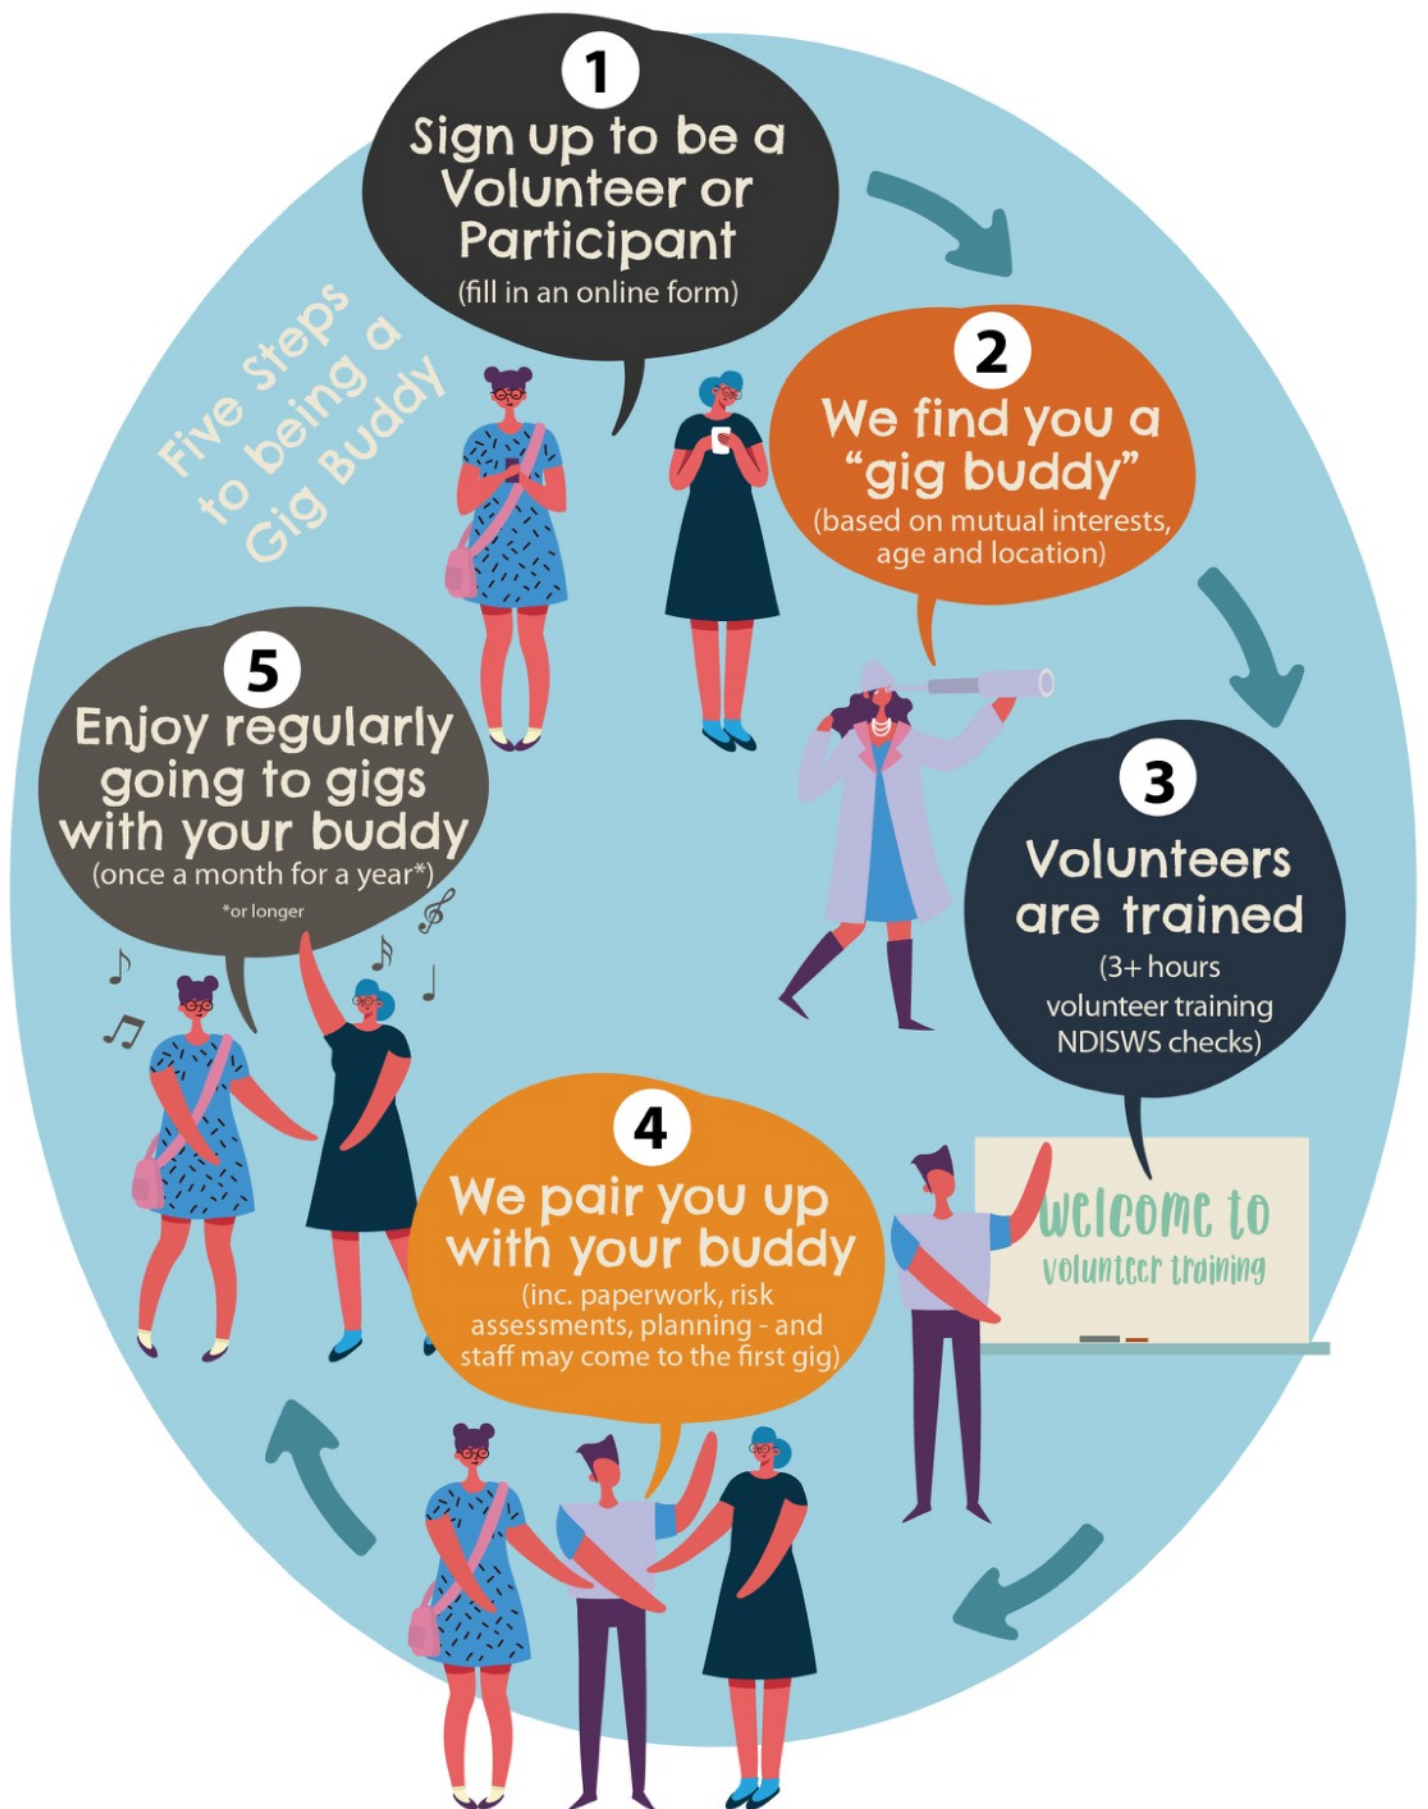 Five Steps
to being a
Gig Buddy
1
Sign up to be a
Volunteer or
Participant
(fill in an online form)
2
We find you a
“gig buddy”
(based on mutual interests,
age and location)
3
Volunteers
are trained
(3+ hours
volunteer training
NDISWS checks)
welcome to
volunteer training
4
We pair you up
with your buddy
(inc. paperwork, risk
assessments, planning - and
staff may come to the first gig)
5
Enjoy regularly
going to gigs
with your buddy
(once a month for a year*)
*or longer